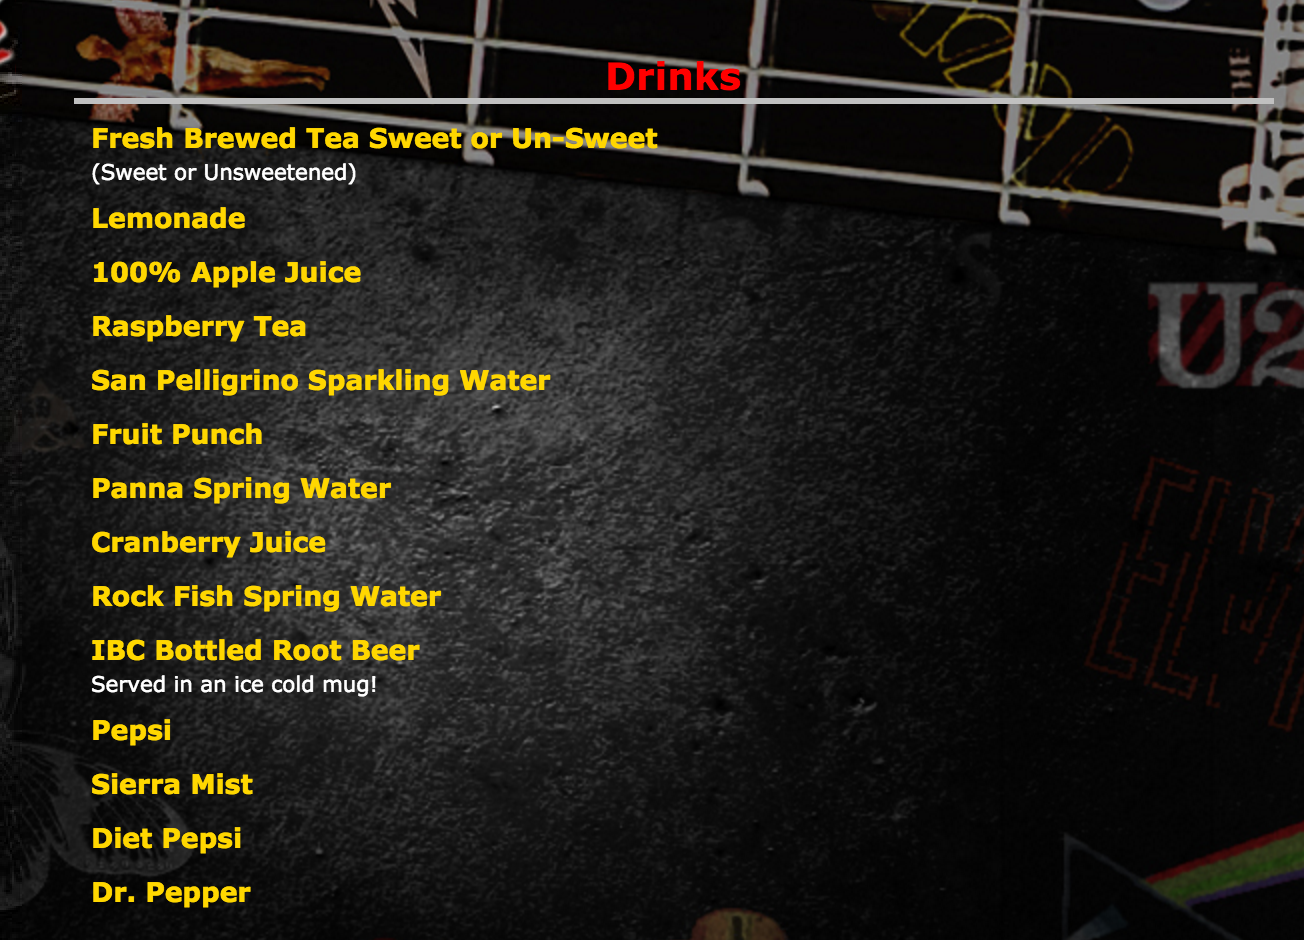 Drinks
Fresh Brewed Tea Sweet or Un-Sweet
(Sweet or Unsweetened)
Lemonade
100% Apple Juice
Raspberry Tea
San Pelligrino Sparkling Water
Fruit Punch
Panna Spring Water
Cranberry Juice
Rock Fish Spring Water
IBC Bottled Root Beer
Served in an ice cold mug!
Pepsi
Sierra Mist
Diet Pepsi
Dr. Pepper
THE
U2